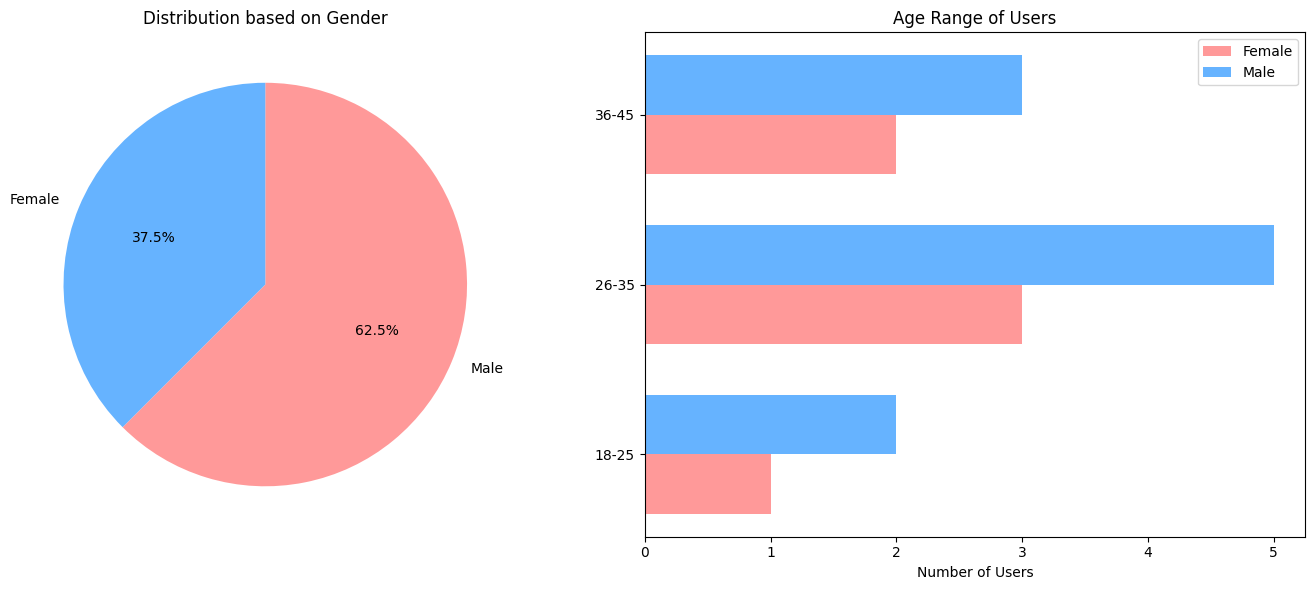 Distribution based on Gender
Female
37.5%
62.5%
Male
Age Range of Users
Female
Male
36-45
26-35
18-25
0 1 2 3 4 5
Number of Users